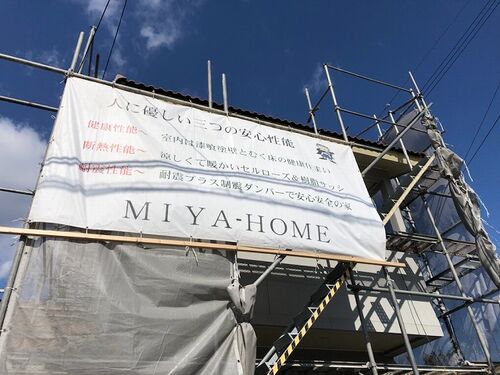 人に優しい三つの安心性能
健康性能～ 室内は漆喰塗壁とむく床の健康住まい
断熱性能～ 涼しくて暖かいセルローズ&樹脂サッシ
耐震性能～ 耐震プラス制震ダンパーで安心安全の家
MIYA-HOME